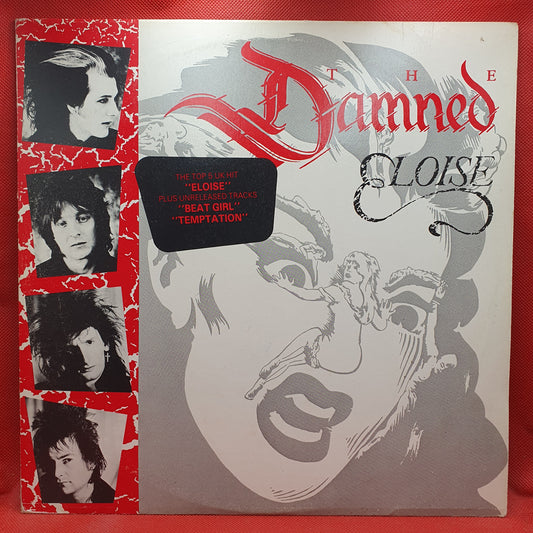 THE
Damned
ELOISE
THE TOP 5 UK HIT
"ELOISE"
PLUS UNRELEASED TRACKS
"BEAT GIRL"
"TEMPTATION"